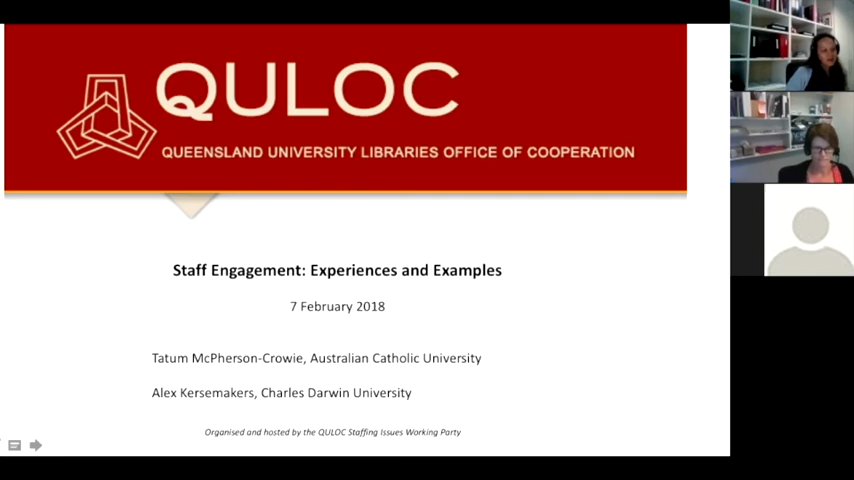 QULOC
QUEENSLAND UNIVERSITY LIBRARIES OFFICE OF COOPERATION
Staff Engagement: Experiences and Examples
7 February 2018
Tatum McPherson-Crowie, Australian Catholic University
Alex Kersemakers, Charles Darwin University
Organised and hosted by the QULOC Staffing Issues Working Party